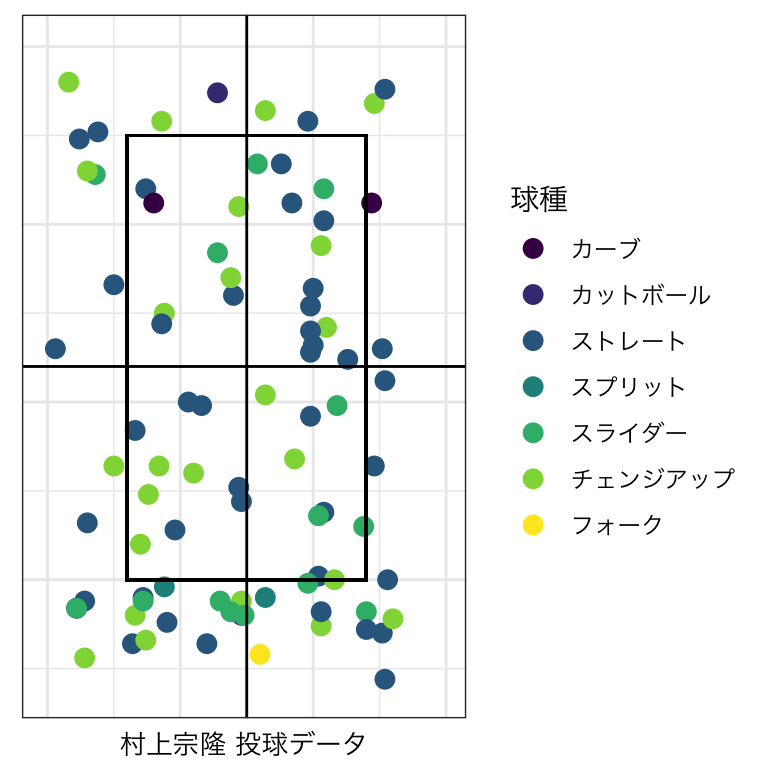 球種
カーブ
カットボール
ストレート
スプリット
スライダー
チェンジアップ
フォーク
村上宗隆 投球データ